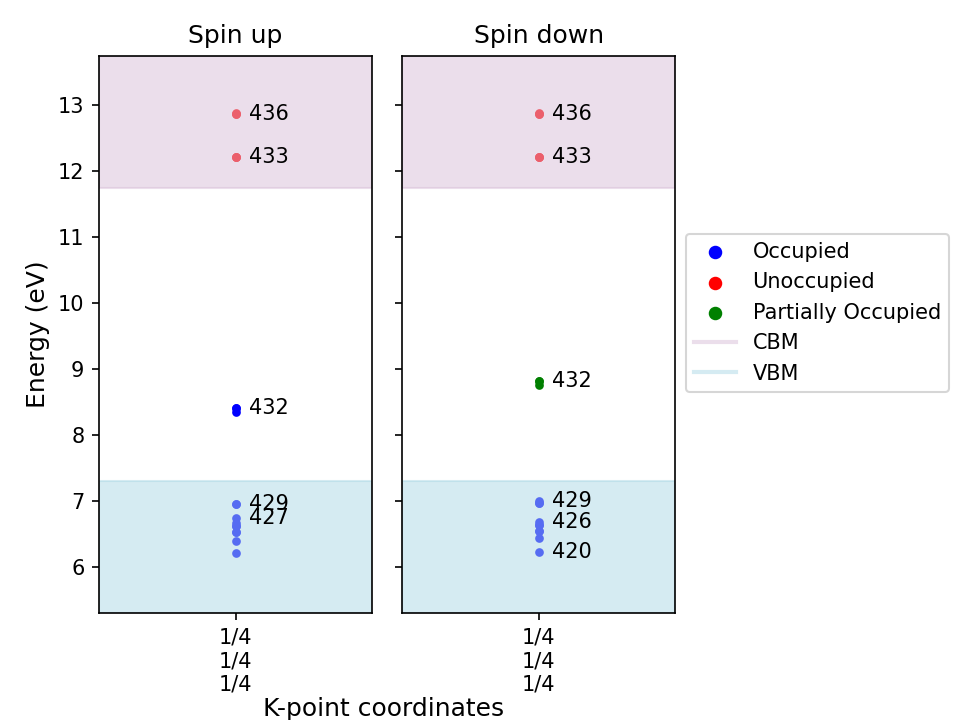 Spin up
Spin down
Energy (eV)
13
12
11
10
9
8
7
6
436
433
432
429
427
436
433
432
429
426
420
1/4
1/4
1/4
1/4
1/4
1/4
K-point coordinates
Occupied
Unoccupied
Partially Occupied
CBM
VBM